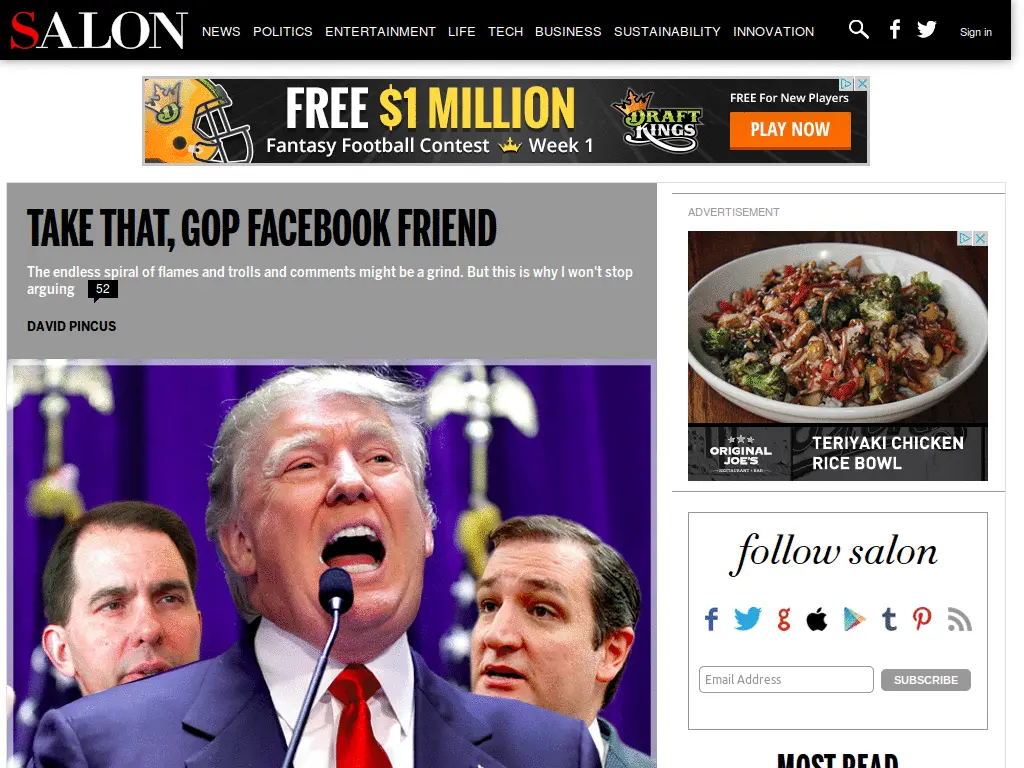 SALON
NEWS POLITICS ENTERTAINMENT LIFE TECH BUSINESS SUSTAINABILITY INNOVATION
Sign in
FREE $1 MILLION
Fantasy Football Contest Week 1
DRAFT
KINGS
FREE For New Players
PLAY NOW
TAKE THAT, GOP FACEBOOK FRIEND
The endless spiral of flames and trolls and comments might be a grind. But this is why I won't stop
arguing 52
DAVID PINCUS
ADVERTISEMENT
ORIGINAL
JOE'S
RESTAURANT BAR
TERIYAKI CHICKEN
RICE BOWL
follow salon
Email Address
SUBSCRIBE
MOST READ